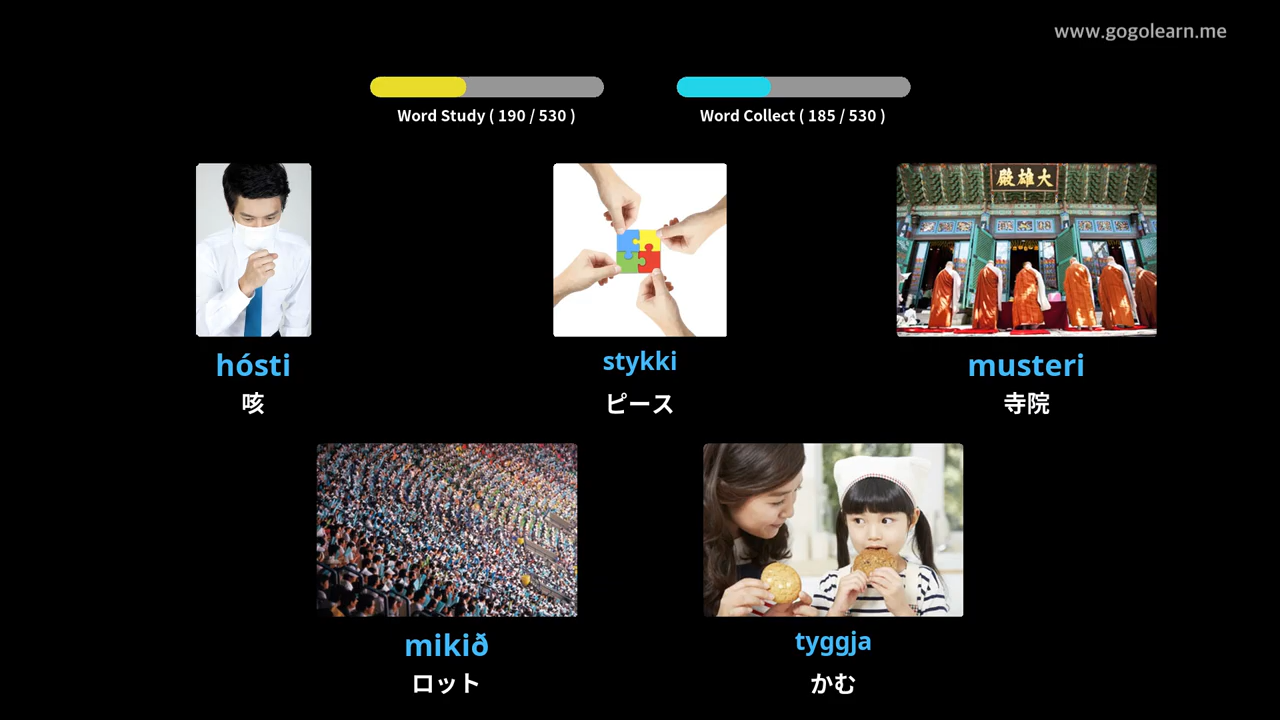 www.gogolearn.me
Word Study ( 190 / 530 )
Word Collect ( 185 / 530 )
大雄殿
hósti
咳
stykki
ピース
musteri
寺院
mikið
ロット
tyggja
かむ